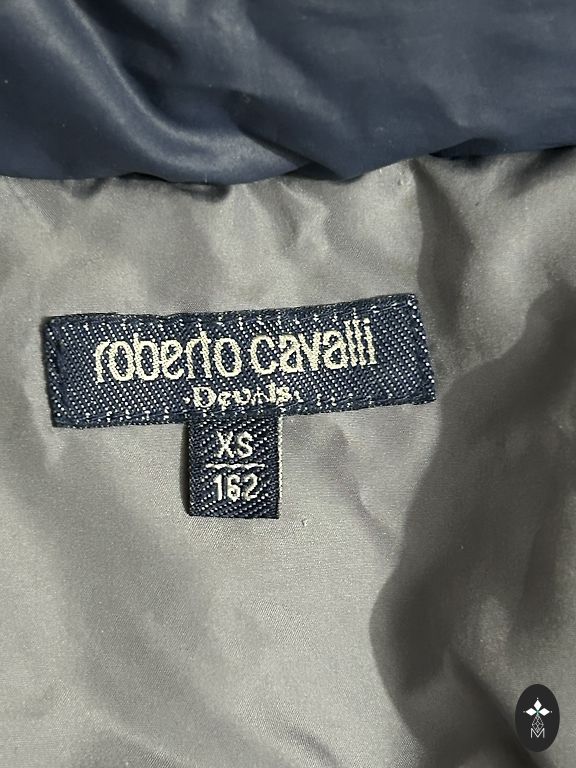 roberto cavalli
·Devils·
XS
162
M